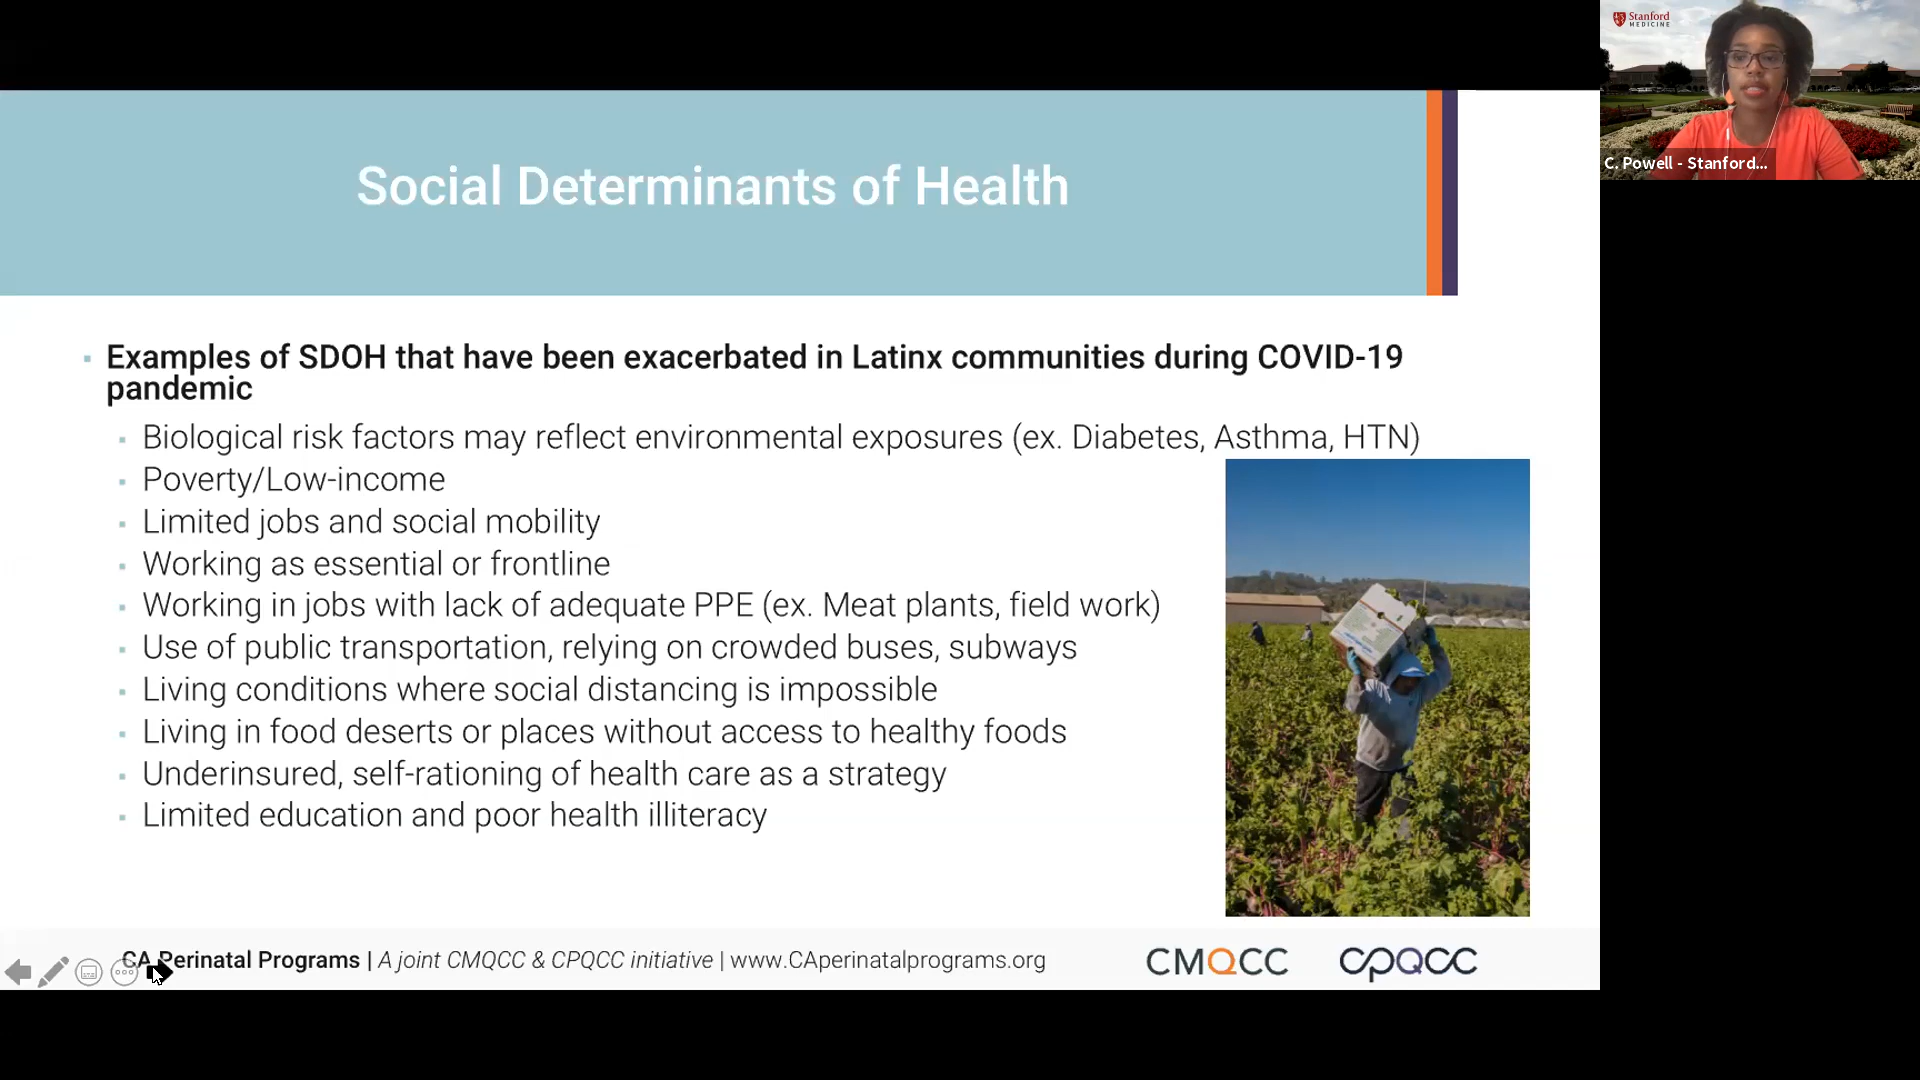 Stanford
MEDICINE
C. Powell - Stanford...
Social Determinants of Health
Examples of SDOH that have been exacerbated in Latinx communities during COVID-19
pandemic
Biological risk factors may reflect environmental exposures (ex. Diabetes, Asthma, HTN)
Poverty/Low-income
Limited jobs and social mobility
Working as essential or frontline
Working in jobs with lack of adequate PPE (ex. Meat plants, field work)
Use of public transportation, relying on crowded buses, subways
Living conditions where social distancing is impossible
Living in food deserts or places without access to healthy foods
Underinsured, self-rationing of health care as a strategy
Limited education and poor health illiteracy
CA Perinatal Programs | A joint CMQCC & CPQCC initiative | www.CAperinatalprograms.org
CMQCC
CPQCC